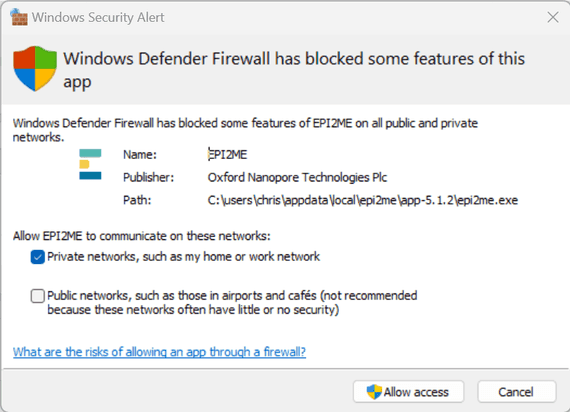 Windows Security Alert
Windows Defender Firewall has blocked some features of this
app
Windows Defender Firewall has blocked some features of EPI2ME on all public and private
networks.
Name: EPI2ME
Publisher: Oxford Nanopore Technologies Plc
Path: C:\users\chris\appdata\local\epi2me\app-5.1.2\epi2me.exe
Allow EPI2ME to communicate on these networks:
Private networks, such as my home or work network
Public networks, such as those in airports and cafés (not recommended
because these networks often have little or no security)
What are the risks of allowing an app through a firewall?
Allow access Cancel